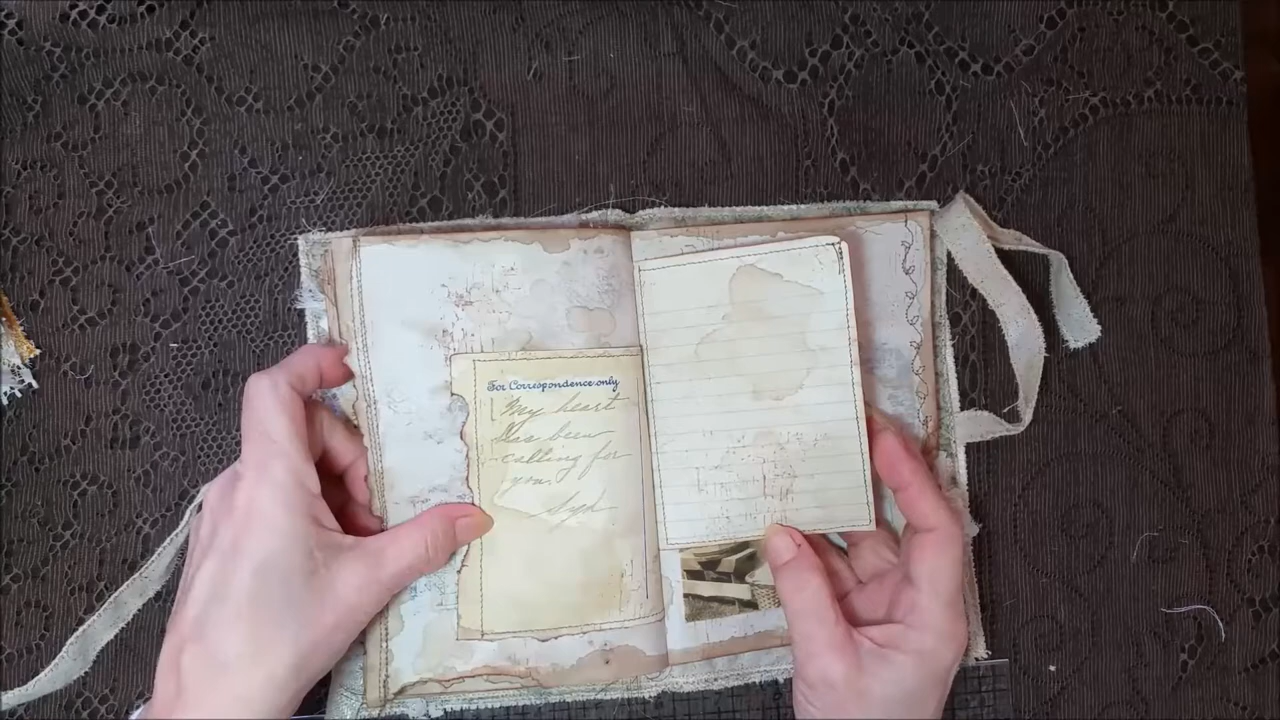 For Correspondence only
My heart
has been
calling for
you.
Syd